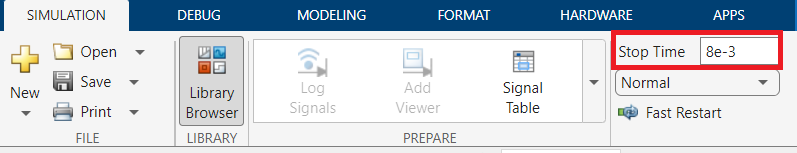 SIMULATION DEBUG MODELING FORMAT HARDWARE APPS
New
Open
Save
Print
FILE
Library
Browser
LIBRARY
Log
Signals
Add
Viewer
Signal
Table
PREPARE
Stop Time 8e-3
Normal
Fast Restart